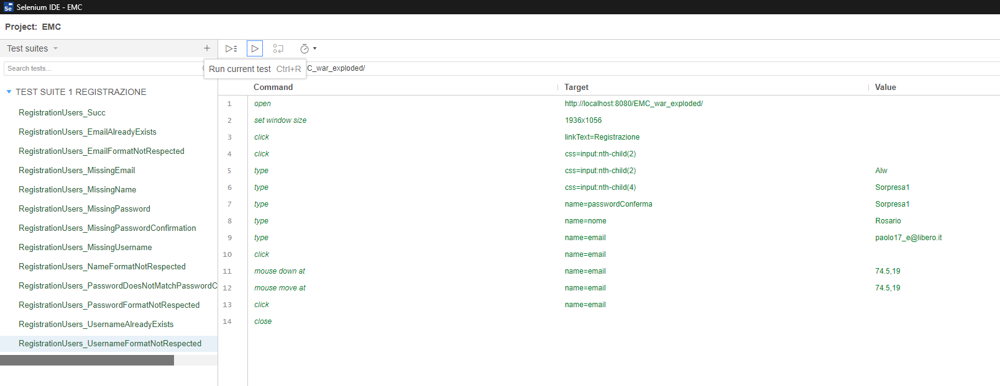 Selenium IDE - EMC
Project: EMC
Test suites
+
Search tests...
Run current test Ctrl+R
C_war_exploded/
Command Target Value
TEST SUITE 1 REGISTRAZIONE
RegistrationUsers_Succ
RegistrationUsers_EmailAlreadyExists
RegistrationUsers_EmailFormatNotRespected
RegistrationUsers_MissingEmail
RegistrationUsers_MissingName
RegistrationUsers_MissingPassword
RegistrationUsers_MissingPasswordConfirmation
RegistrationUsers_MissingUsername
RegistrationUsers_NameFormatNotRespected
RegistrationUsers_PasswordDoesNotMatchPasswordC
RegistrationUsers_PasswordFormatNotRespected
RegistrationUsers_UsernameAlreadyExists
RegistrationUsers_UsernameFormatNotRespected
1 open http://localhost:8080/EMC_war_exploded/
2 set window size 1936x1056
3 click linkText=Registrazione
4 click css=input:nth-child(2)
5 type css=input:nth-child(2) Alw
6 type css=input:nth-child(4) Sorpresa1
7 type name=passwordConferma Sorpresa1
8 type name=nome Rosario
9 type name=email paolo17_e@libero.it
10 click name=email
11 mouse down at name=email 74.5,19
12 mouse move at name=email 74.5,19
13 click name=email
14 close